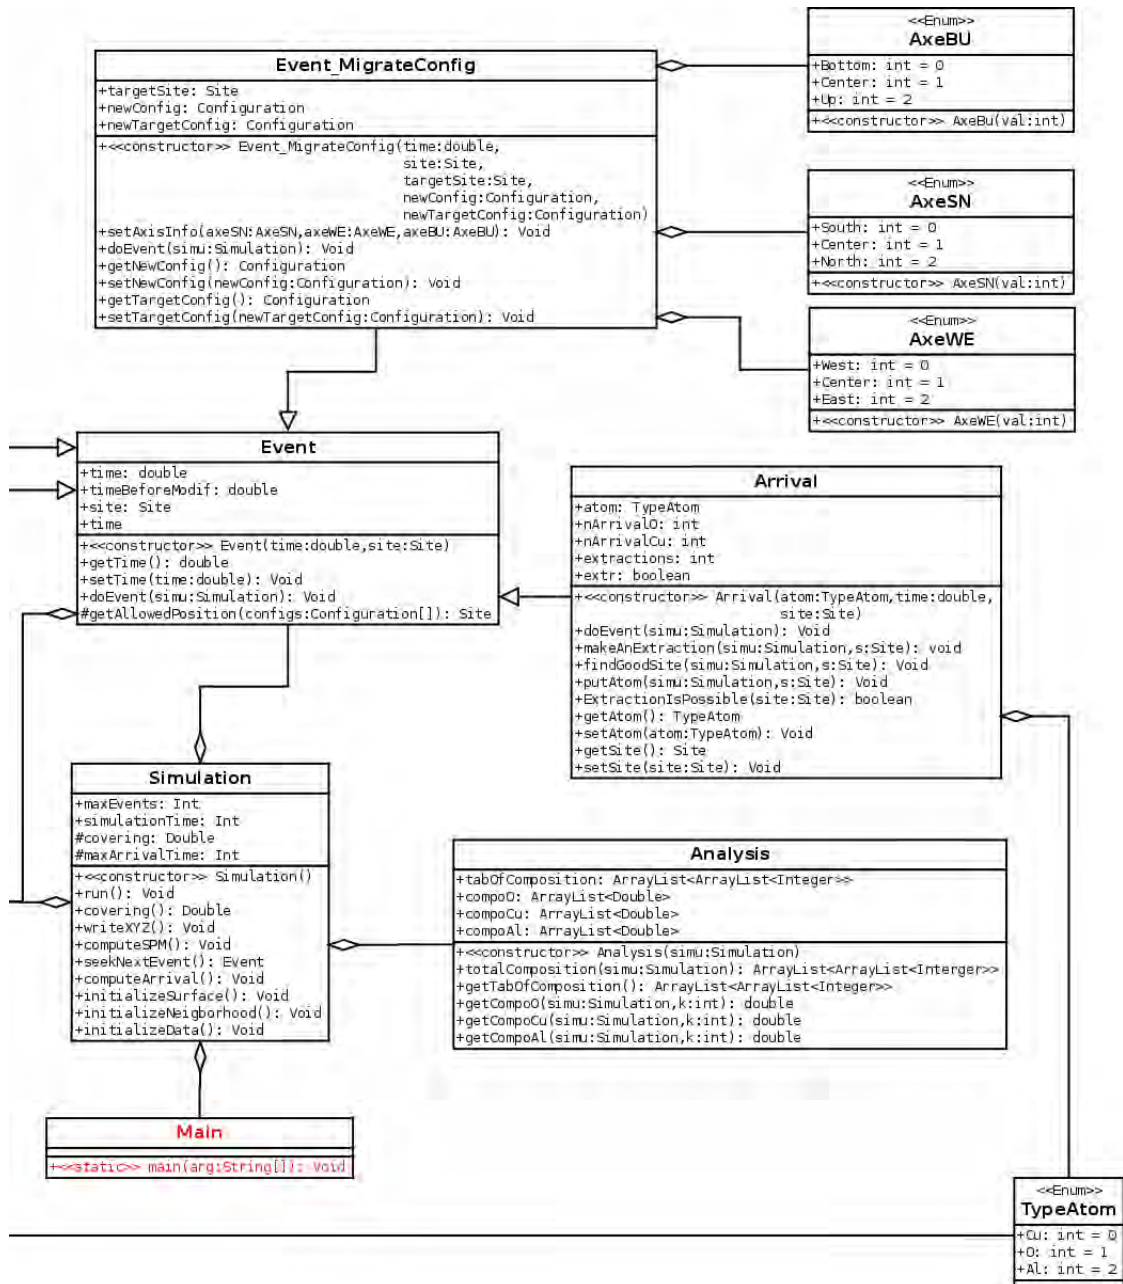 Event_MigrateConfig
+targetSite: Site
+newConfig: Configuration
+newTargetConfig: Configuration
+<<constructor>> Event_MigrateConfig(time:double,
site:Site,
targetSite:Site,
newConfig:Configuration,
newTargetConfig:Configuration)
+setAxisInfo(axeSN:AxeSN,axeWE:AxeWE,axeBU:AxeBU): Void
+doEvent(simu:Simulation): Void
+getNewConfig(): Configuration
+setNewConfig(newConfig:Configuration): Void
+getTargetConfig(): Configuration
+setTargetConfig(newTargetConfig:Configuration): Void
<<Enum>>
AxeBU
+Bottom: int = 0
+Center: int = 1
+Up: int = 2
+<<constructor>> AxeBu(val:int)
<<Enum>>
AxeSN
+South: int = 0
+Center: int = 1
+North: int = 2
+<<constructor>> AxeSN(val:int)
<<Enum>>
AxeWE
+West: int = 0
+Center: int = 1
+East: int = 2
+<<constructor>> AxeWE(val:int)
Event
+time: double
+timeBeforeModif: double
+site: Site
+time
+<<constructor>> Event(time:double,site:Site)
+getTime(): double
+setTime(time:double): Void
+doEvent(simu:Simulation): Void
#getAllowedPosition(configs:Configuration[]): Site
Arrival
+atom: TypeAtom
+nArrivalO: int
+nArrivalCu: int
+extractions: int
+extr: boolean
+<<constructor>> Arrival(atom:TypeAtom,time:double,
site:Site)
+doEvent(simu:Simulation): Void
+makeAnExtraction(simu:Simulation,s:Site): void
+findGoodSite(simu:Simulation,s:Site): Void
+putAtom(simu:Simulation,s:Site): Void
+ExtractionIsPossible(site:Site): boolean
+getAtom(): TypeAtom
+setAtom(atom:TypeAtom): Void
+getSite(): Site
+setSite(site:Site): Void
Simulation
+maxEvents: Int
+simulationTime: Int
#covering: Double
#maxArrivalTime: Int
+<<constructor>> Simulation()
+run(): Void
+covering(): Double
+writeXYZ(): Void
+computeSPM(): Void
+seekNextEvent(): Event
+computeArrival(): Void
+initializeSurface(): Void
+initializeNeigborhood(): Void
+initializeData(): Void
Analysis
+tabOfComposition: ArrayList<ArrayList<Integer>>
+compoO: ArrayList<Double>
+compoCu: ArrayList<Double>
+compoAl: ArrayList<Double>
+<<constructor>> Analysis(simu:Simulation)
+totalComposition(simu:Simulation): ArrayList<ArrayList<Interger>>
+getTabOfComposition(): ArrayList<ArrayList<Integer>>
+getCompoO(simu:Simulation,k:int): double
+getCompoCu(simu:Simulation,k:int): double
+getCompoAl(simu:Simulation,k:int): double
Main
+<<static>> main(arg:String[]): Void
<<Enum>>
TypeAtom
+Cu: int = 0
+O: int = 1
+Al: int = 2